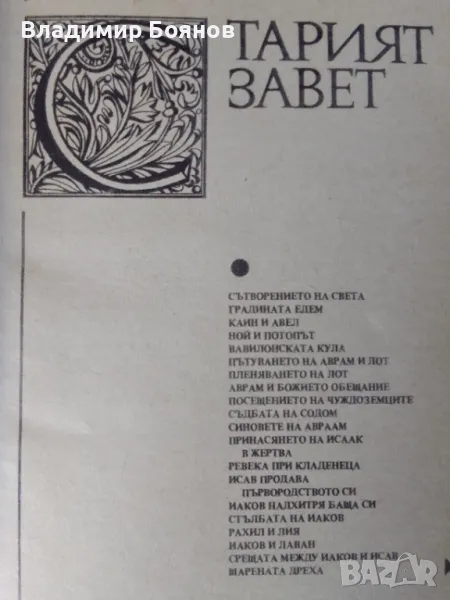 Владимир Боянов
СТАРИЯТ
ЗАВЕТ
СЪТВОРЕНИЕТО НА СВЕТА
ГРАДИНАТА ЕДЕМ
КАИН И АВЕЛ
НОЙ И ПОТОПЪТ
ВАВИЛОНСКАТА КУЛА
ПЪТУВАНЕТО НА АВРАМ И ЛОТ
ПЛЕНЯВАНЕТО НА ЛОТ
АВРАМ И БОЖИЕТО ОБЕЩАНИЕ
ПОСЕЩЕНИЕТО НА ЧУЖДОЗЕМЦИТЕ
СЪДБАТА НА СОДОМ
СИНОВЕТЕ НА АВРААМ
ПРИНАСЯНЕТО НА ИСААК
В ЖЕРТВА
РЕВЕКА ПРИ КЛАДЕНЕЦА
ИСАВ ПРОДАВА
ПЪРВОРОДСТВОТО СИ
ИАКОВ НАДХИТРЯ БАЩА СИ
СТЪЛБАТА НА ИАКОВ
РАХИЛ И ЛИЯ
ИАКОВ И ЛАВАН
СРЕЩАТА МЕЖДУ ИАКОВ И ИСАВ
ШАРЕНАТА ДРЕХА
BAZAR